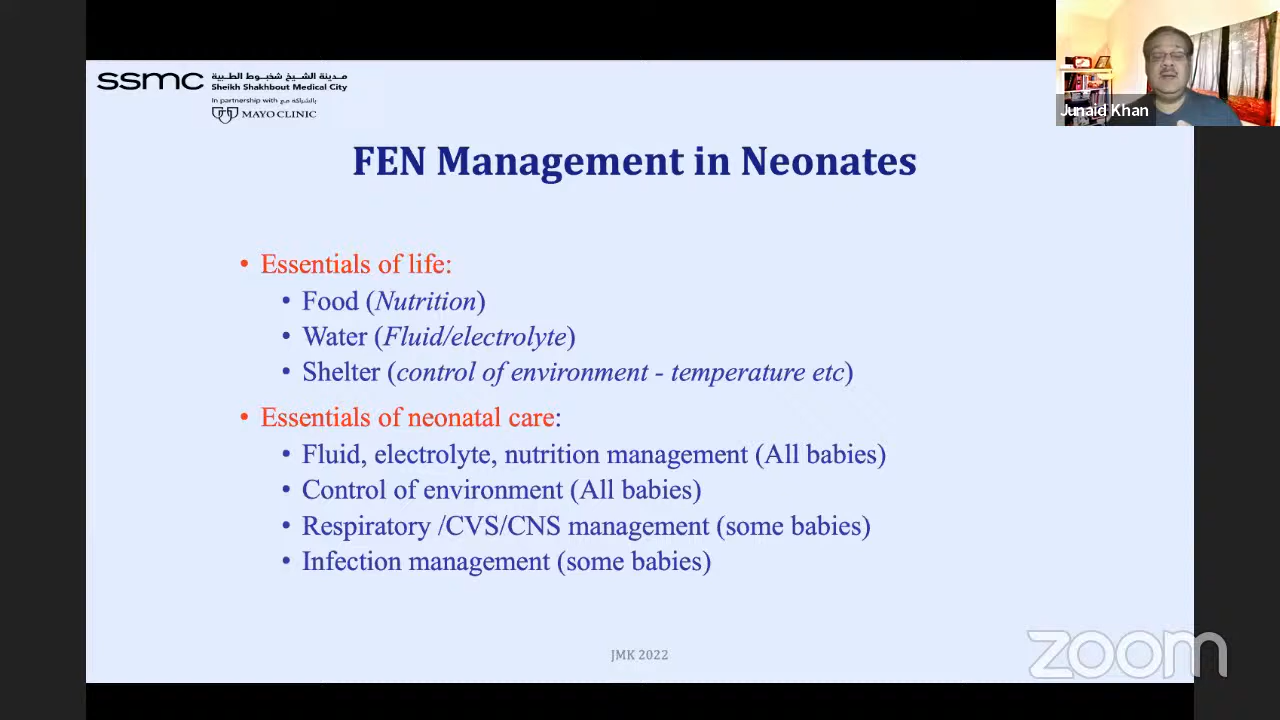 ssmc
مدينة الشيخ شخبوط الطبية
Sheikh Shakhbout Medical City
In partnership with بالشراكة مع
MAYO CLINIC
Junaid Khan
FEN Management in Neonates
• Essentials of life:
• Food (Nutrition)
• Water (Fluid/electrolyte)
• Shelter (control of environment - temperature etc)
• Essentials of neonatal care:
• Fluid, electrolyte, nutrition management (All babies)
• Control of environment (All babies)
• Respiratory /CVS/CNS management (some babies)
• Infection management (some babies)
JMK 2022
zoom